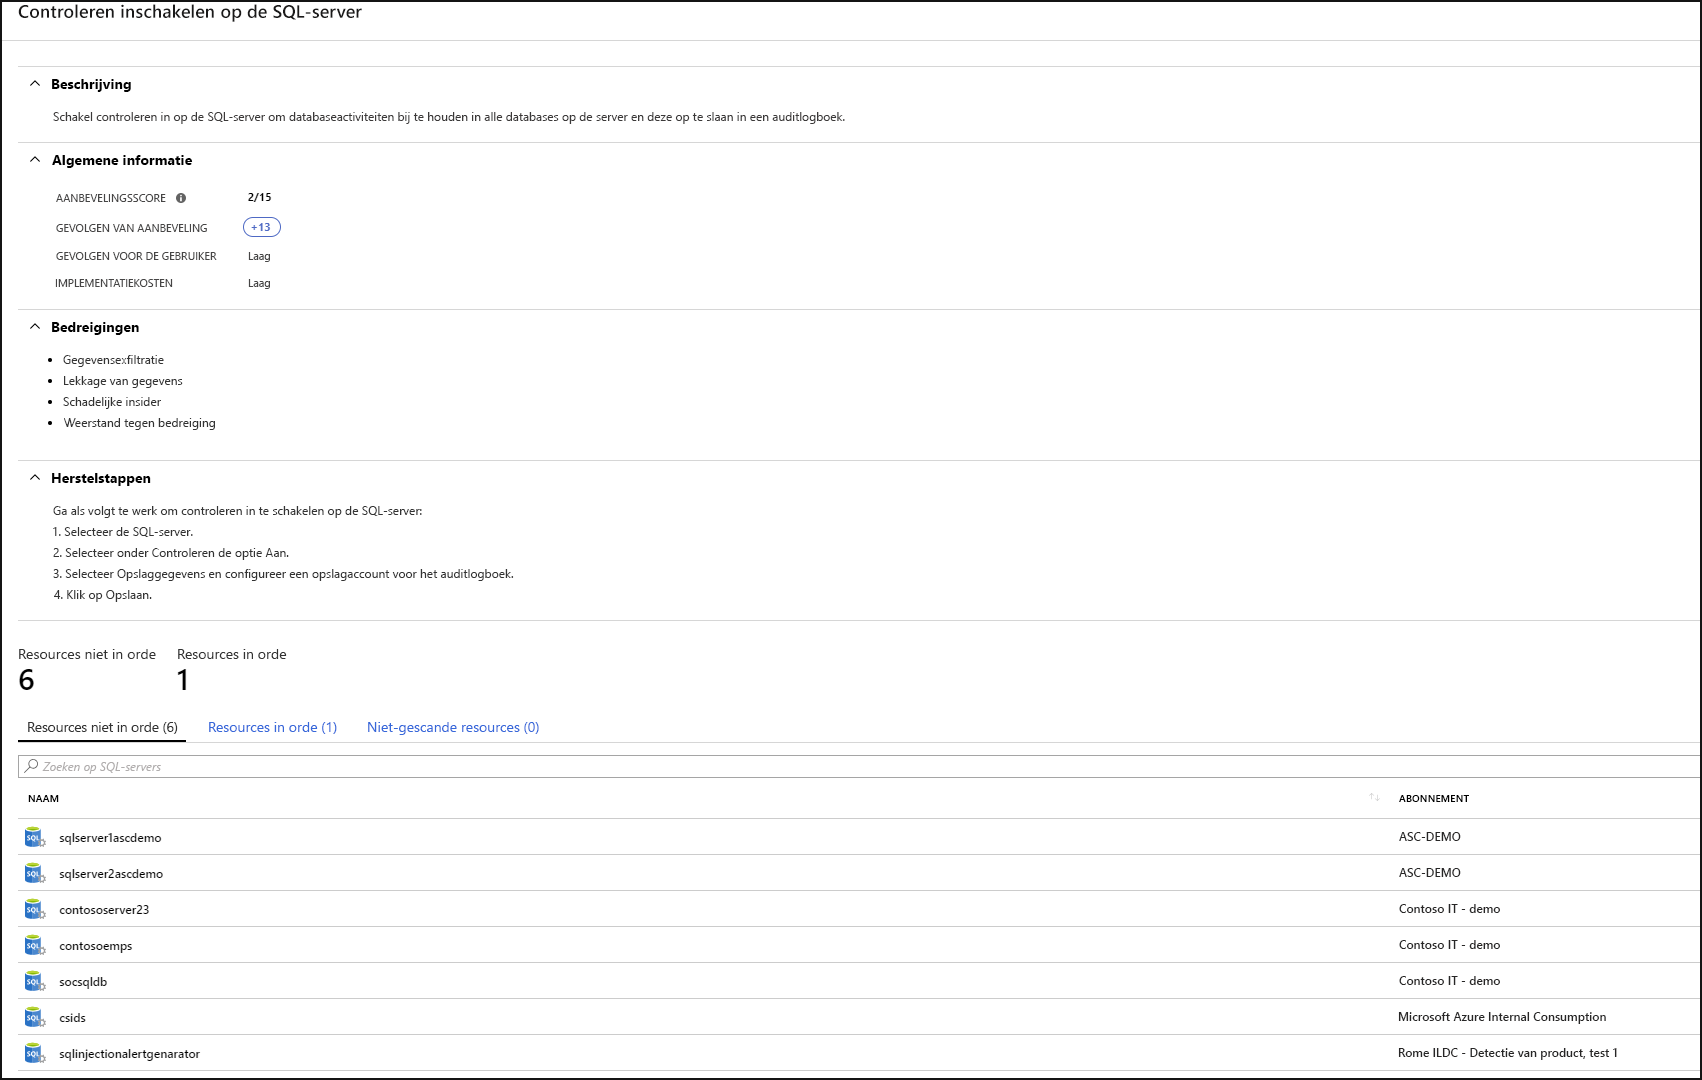 Controleren inschakelen op de SQL-server
Beschrijving
Schakel controleren in op de SQL-server om databaseactiviteiten bij te houden in alle databases op de server en deze op te slaan in een auditlogboek.
Algemene informatie
AANBEVELINGSSCORE 2/15
GEVOLGEN VAN AANBEVELING +13
GEVOLGEN VOOR DE GEBRUIKER Laag
IMPLEMENTATIEKOSTEN Laag
Bedreigingen
• Gegevensexfiltratie
• Lekkage van gegevens
• Schadelijke insider
• Weerstand tegen bedreiging
Herstelstappen
Ga als volgt te werk om controleren in te schakelen op de SQL-server:
1. Selecteer de SQL-server.
2. Selecteer onder Controleren de optie Aan.
3. Selecteer Opslaggegevens en configureer een opslagaccount voor het auditlogboek.
4. Klik op Opslaan.
Resources niet in orde Resources in orde
6 1
Resources niet in orde (6) Resources in orde (1) Niet-gescande resources (0)
Zoeken op SQL-servers
NAAM ABONNEMENT
SQL sqlserver1ascdemo ASC-DEMO
SQL sqlserver2ascdemo ASC-DEMO
SQL contososerver23 Contoso IT - demo
SQL contosoemps Contoso IT - demo
SQL socsqldb Contoso IT - demo
SQL csids Microsoft Azure Internal Consumption
SQL sqlinjectionalertgenarator Rome ILDC - Detectie van product, test 1